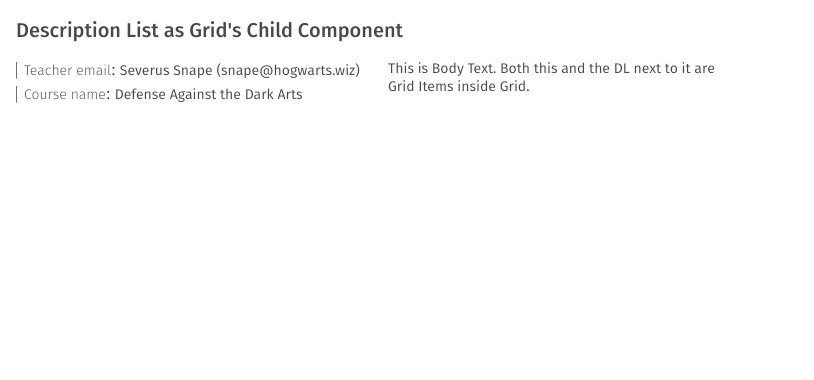 Description List as Grid's Child Component
Teacher email: Severus Snape (snape@hogwarts.wiz)
Course name: Defense Against the Dark Arts
This is Body Text. Both this and the DL next to it are
Grid Items inside Grid.